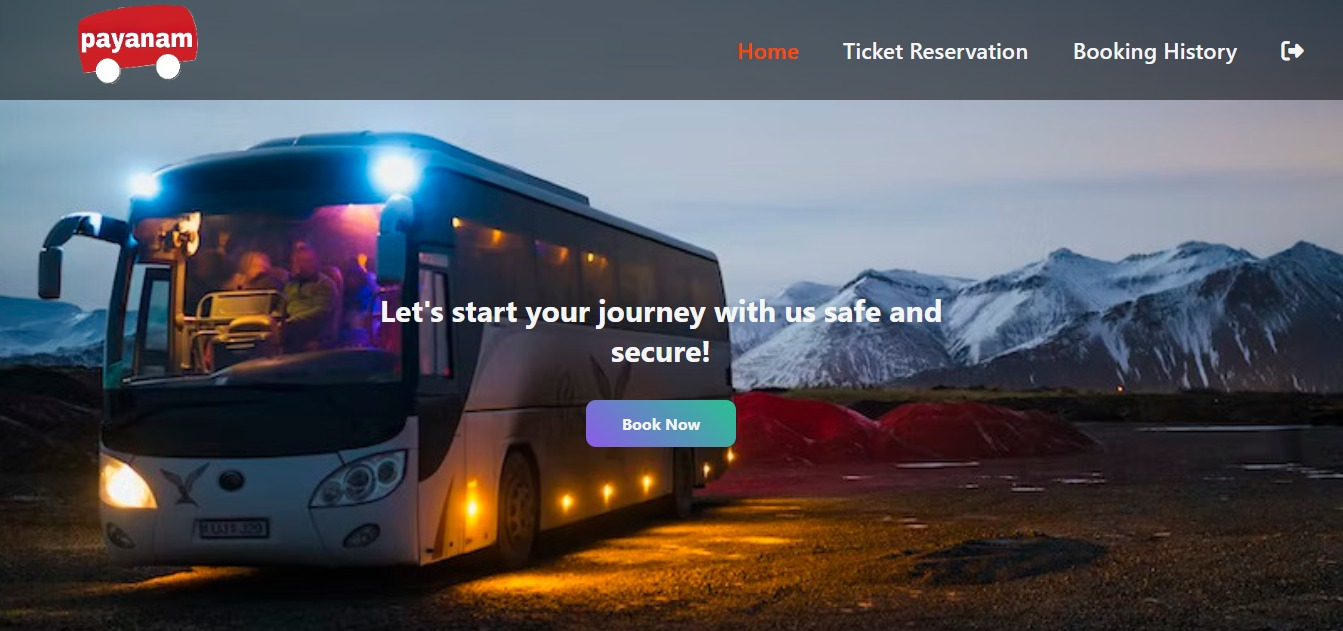 payanam
Home
Ticket Reservation
Booking History
Let's start your journey with us safe and
secure!
Book Now